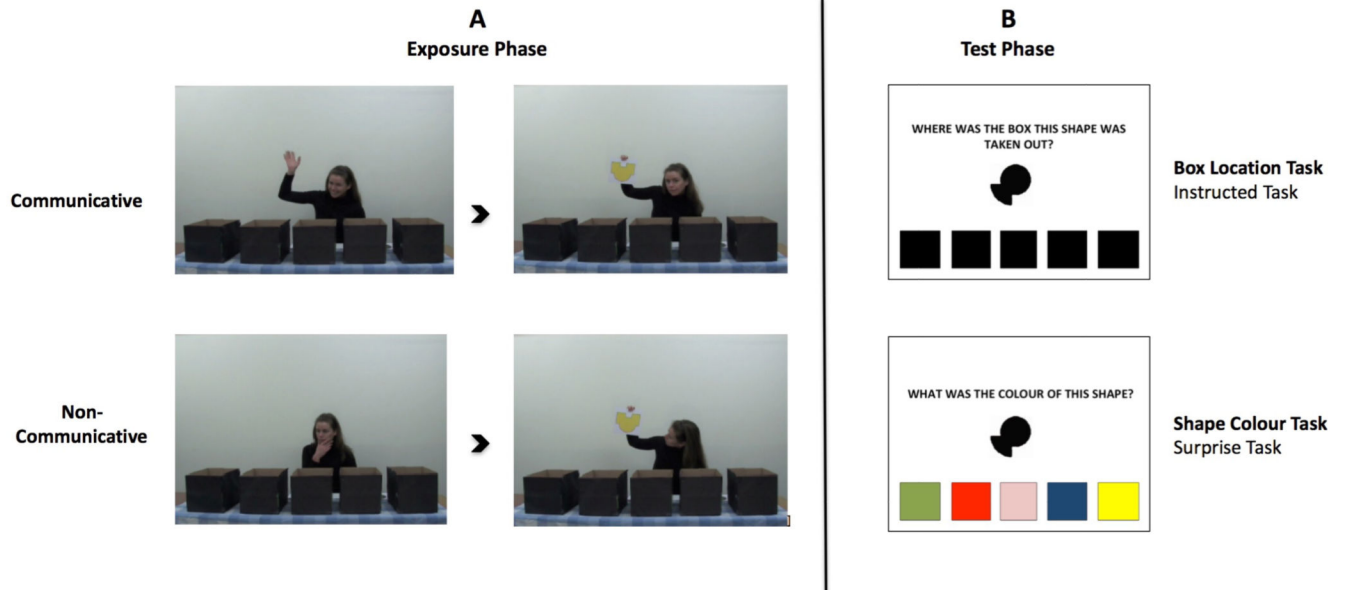 A
Exposure Phase
Communicative
Non-
Communicative
B
Test Phase
WHERE WAS THE BOX THIS SHAPE WAS
TAKEN OUT?
Box Location Task
Instructed Task
WHAT WAS THE COLOUR OF THIS SHAPE?
Shape Colour Task
Surprise Task